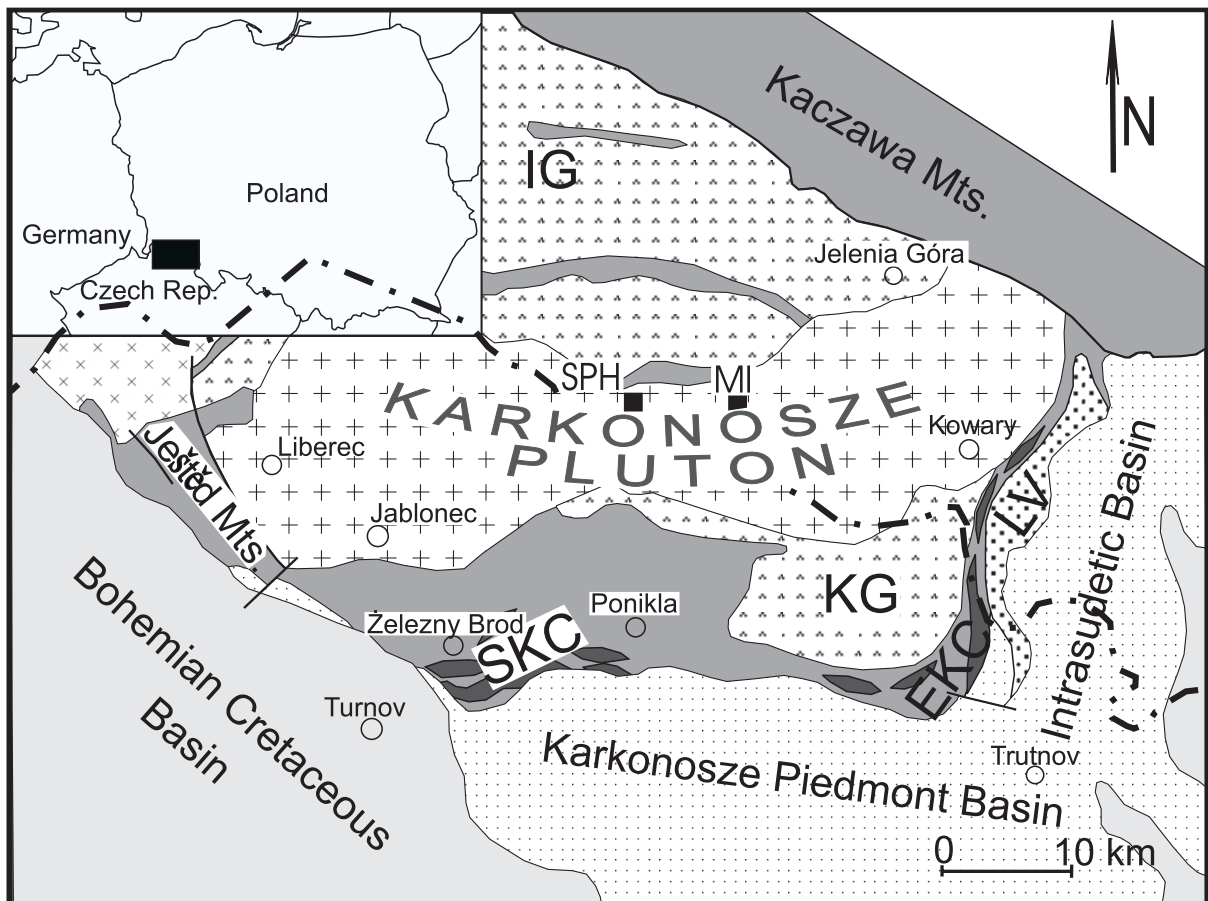 Poland
Germany
Czech Rep.
N
Kaczawa Mts.
IG
Jelenia Góra
SPH
MI
KARKONOSZE
PLUTON
Kowary
Liberec
Ještěd Mts.
Jablonec
LV
Intrasudetic Basin
KG
Ponikla
Żelezny Brod
SKC
EKC
Bohemian Cretaceous
Basin
Turnov
Karkonosze Piedmont Basin
Trutnov
0 10 km